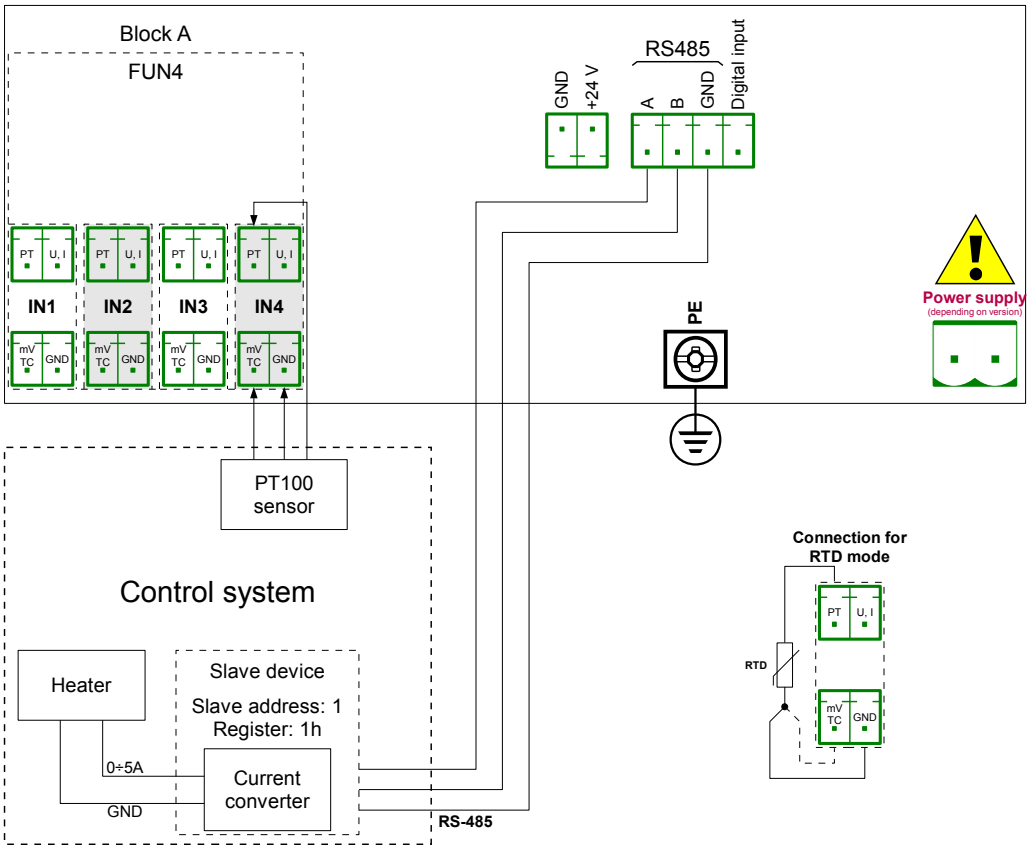 Block A
FUN4
GND
+24 V
RS485
A
B
GND
Digital input
PT U, I
PT U, I
PT U, I
PT U, I
IN1
IN2
IN3
IN4
mV
TC GND
mV
TC GND
mV
TC GND
mV
TC GND
PE
Power supply
(depending on version)
PT100
sensor
Control system
Heater
Slave device
Slave address: 1
Register: 1h
0÷5A
GND
Current
converter
RS-485
Connection for
RTD mode
PT U, I
RTD
mV
TC GND